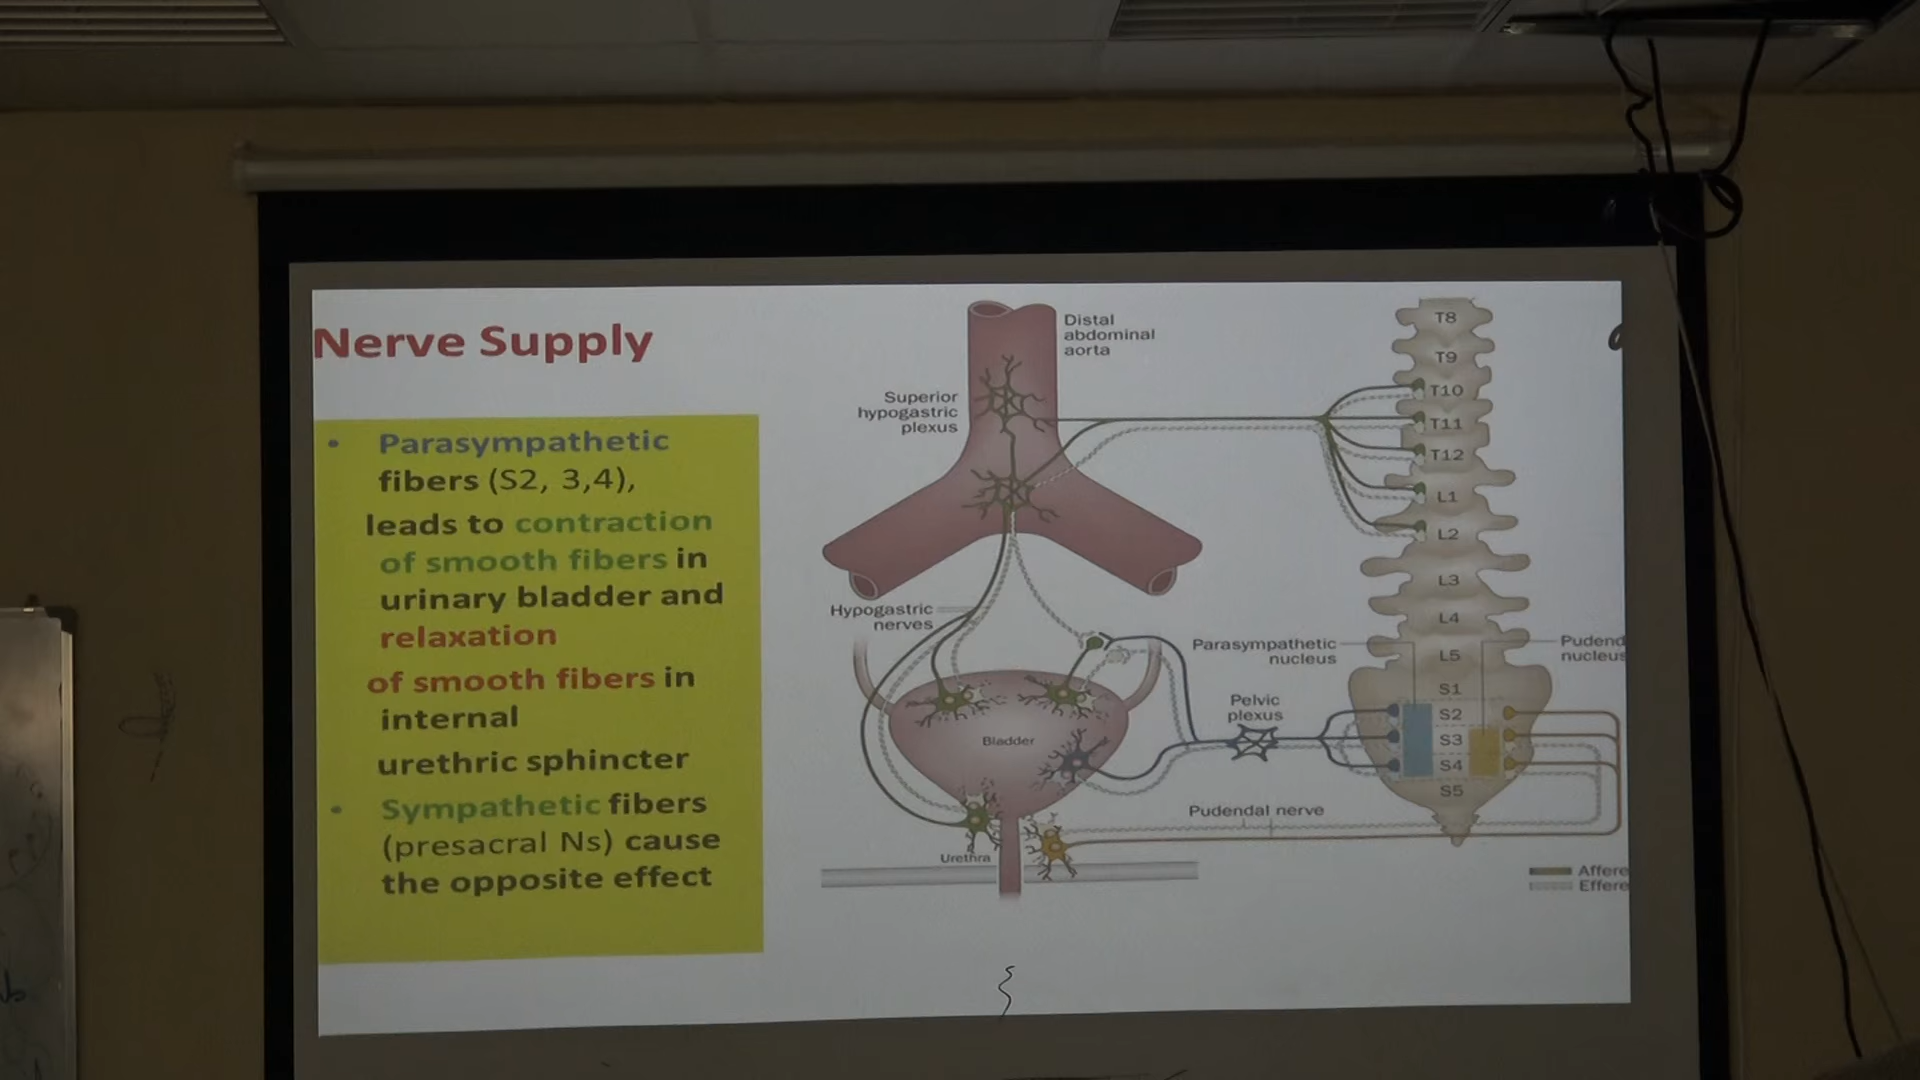 Nerve Supply
• Parasympathetic
fibers (S2, 3,4),
leads to contraction
of smooth fibers in
urinary bladder and
relaxation
of smooth fibers in
internal
urethric sphincter
• Sympathetic fibers
(presacral Ns) cause
the opposite effect
Distal
abdominal
aorta
Superior
hypogastric
plexus
Hypogastric
nerves
Bladder
Urethra
Pelvic
plexus
Pudendal nerve
Parasympathetic
nucleus
Pudend
nucleus
T8
T9
T10
T11
T12
L1
L2
L3
L4
L5
S1
S2
S3
S4
S5
Affere
Effere